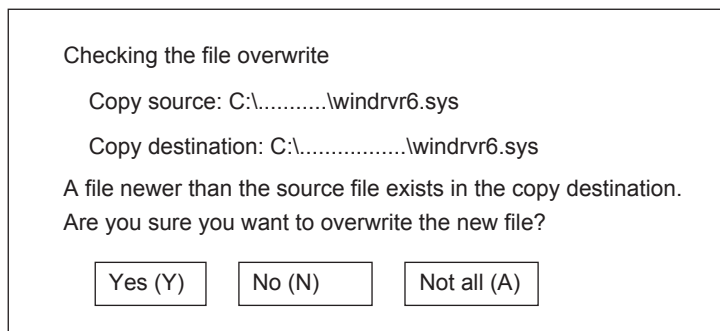 Checking the file overwrite
Copy source: C:\...........\windrvr6.sys
Copy destination: C:\..................\windrvr6.sys
A file newer than the source file exists in the copy destination.
Are you sure you want to overwrite the new file?
Yes (Y) No (N) Not all (A)